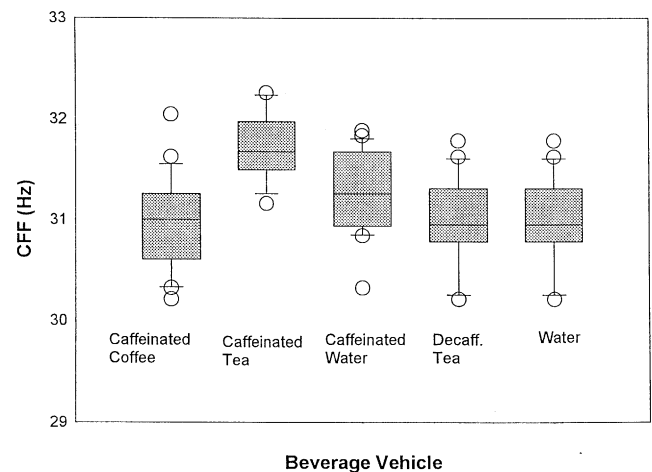 33
32
31
30
29
CFF (Hz)
Caffeinated
Coffee
Caffeinated
Tea
Caffeinated
Water
Decaff.
Tea
Water
Beverage Vehicle